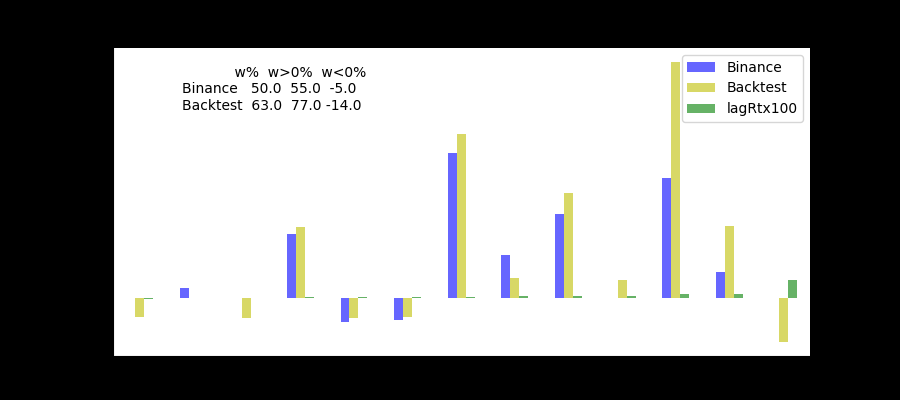 w% w>0% w<0%
Binance 50.0 55.0 -5.0
Backtest 63.0 77.0 -14.0
Binance
Backtest
lagRtx100